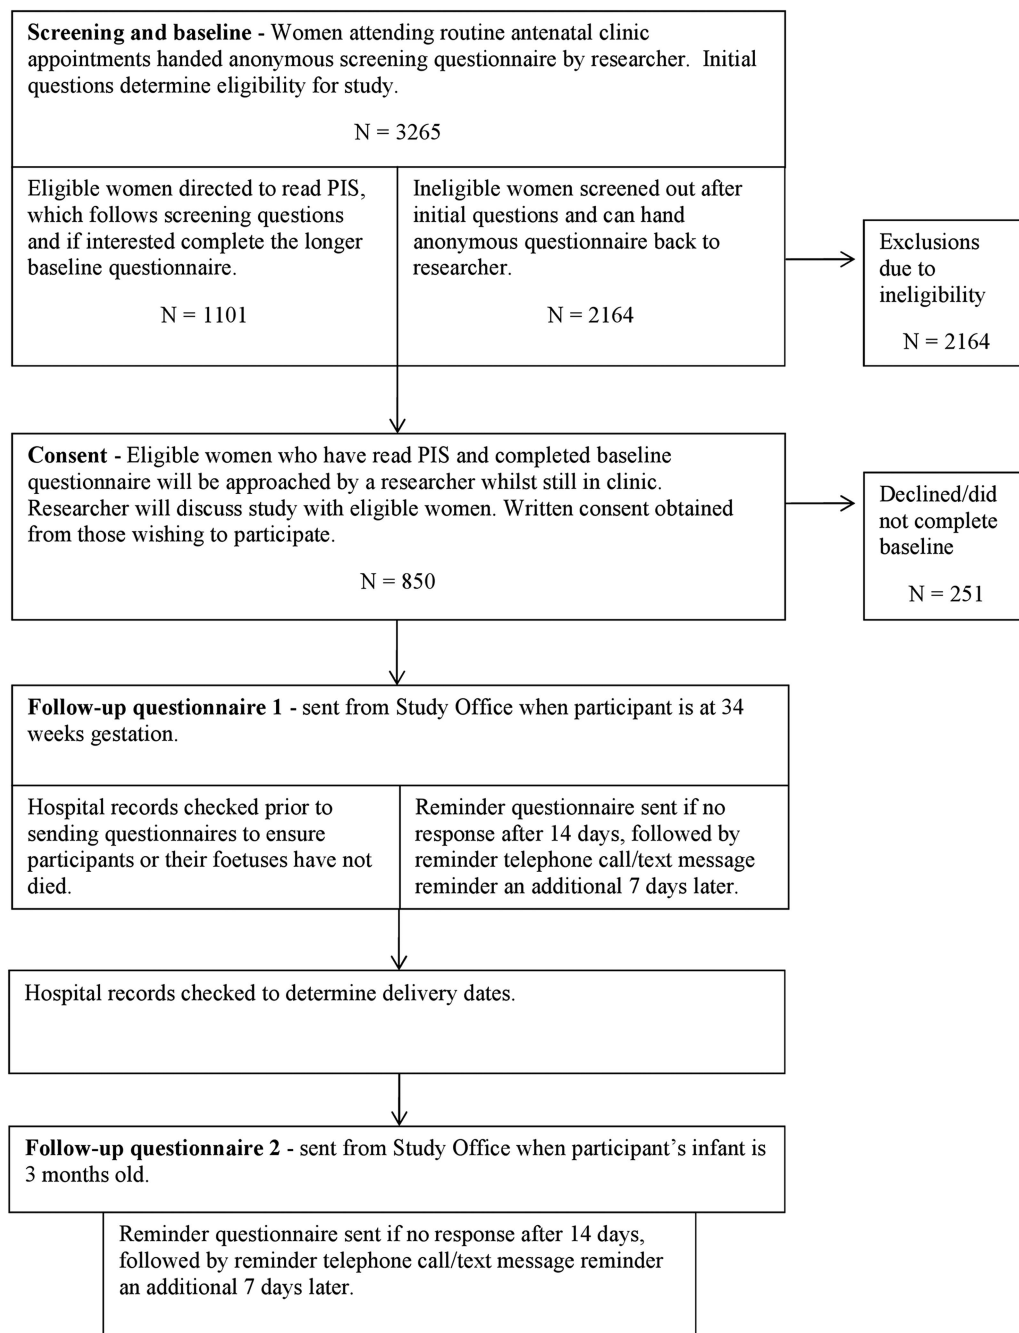 Screening and baseline - Women attending routine antenatal clinic
appointments handed anonymous screening questionnaire by researcher.  Initial
questions determine eligibility for study.
N = 3265
Eligible women directed to read PIS,
which follows screening questions
and if interested complete the longer
baseline questionnaire.
N = 1101
Ineligible women screened out after
initial questions and can hand
anonymous questionnaire back to
researcher.
N = 2164
Exclusions
due to
ineligibility
N = 2164
Consent - Eligible women who have read PIS and completed baseline
questionnaire will be approached by a researcher whilst still in clinic.
Researcher will discuss study with eligible women. Written consent obtained
from those wishing to participate.
N = 850
Declined/did
not complete
baseline
N = 251
Follow-up questionnaire 1 - sent from Study Office when participant is at 34
weeks gestation.
Hospital records checked prior to
sending questionnaires to ensure
participants or their foetuses have not
died.
Reminder questionnaire sent if no
response after 14 days, followed by
reminder telephone call/text message
reminder an additional 7 days later.
Hospital records checked to determine delivery dates.
Follow-up questionnaire 2 - sent from Study Office when participant's infant is
3 months old.
Reminder questionnaire sent if no response after 14 days,
followed by reminder telephone call/text message reminder
an additional 7 days later.